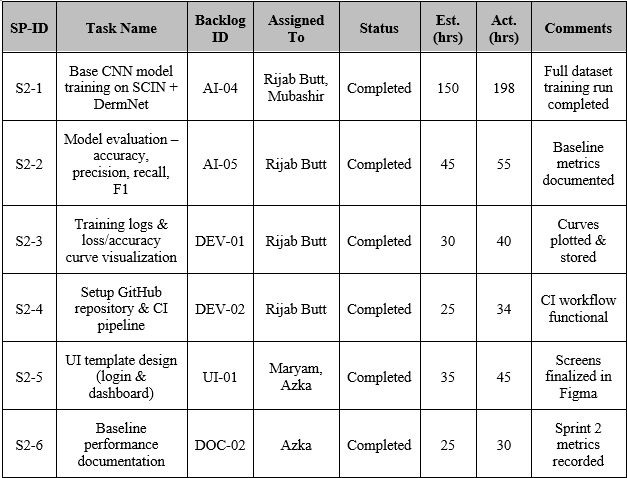 SP-ID Task Name Backlog ID Assigned To Status Est. (hrs) Act. (hrs) Comments
S2-1 Base CNN model training on SCIN + DermNet AI-04 Rijab Butt, Mubashir Completed 150 198 Full dataset training run completed
S2-2 Model evaluation – accuracy, precision, recall, F1 AI-05 Rijab Butt Completed 45 55 Baseline metrics documented
S2-3 Training logs & loss/accuracy curve visualization DEV-01 Rijab Butt Completed 30 40 Curves plotted & stored
S2-4 Setup GitHub repository & CI pipeline DEV-02 Rijab Butt Completed 25 34 CI workflow functional
S2-5 UI template design (login & dashboard) UI-01 Maryam, Azka Completed 35 45 Screens finalized in Figma
S2-6 Baseline performance documentation DOC-02 Azka Completed 25 30 Sprint 2 metrics recorded